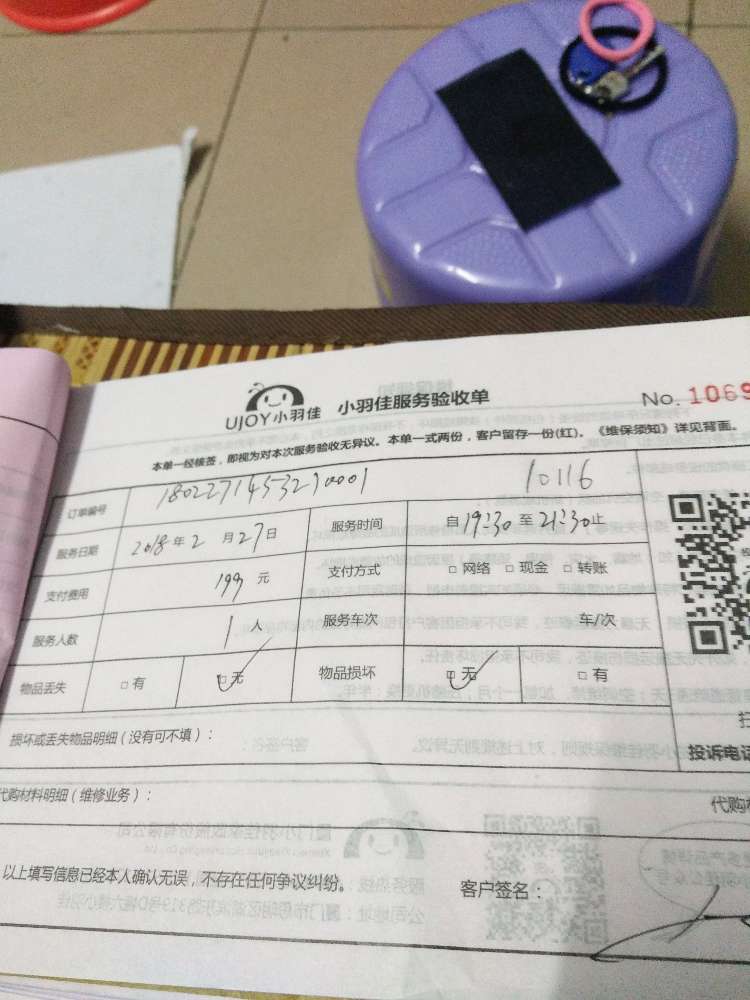 UJOY小羽佳 小羽佳服务验收单 No. 1069
本单一经核签，即视为对本次服务验收无异议。本单一式两份，客户留存一份(红)。《维保须知》详见背面。
订单编号 10116
服务日期 2018年2月27日 服务时间 自19:30至21:30止
支付费用 199元 支付方式 □网络 □现金 □转账
服务人数 1人 服务车次 车/次
物品丢失 □有 □无 物品损坏 □无 □有
损坏或丢失物品明细（没有可不填）：
投诉电话
代购材料明细（维修业务）：
以上填写信息已经本人确认无误，不存在任何争议纠纷。 客户签名：